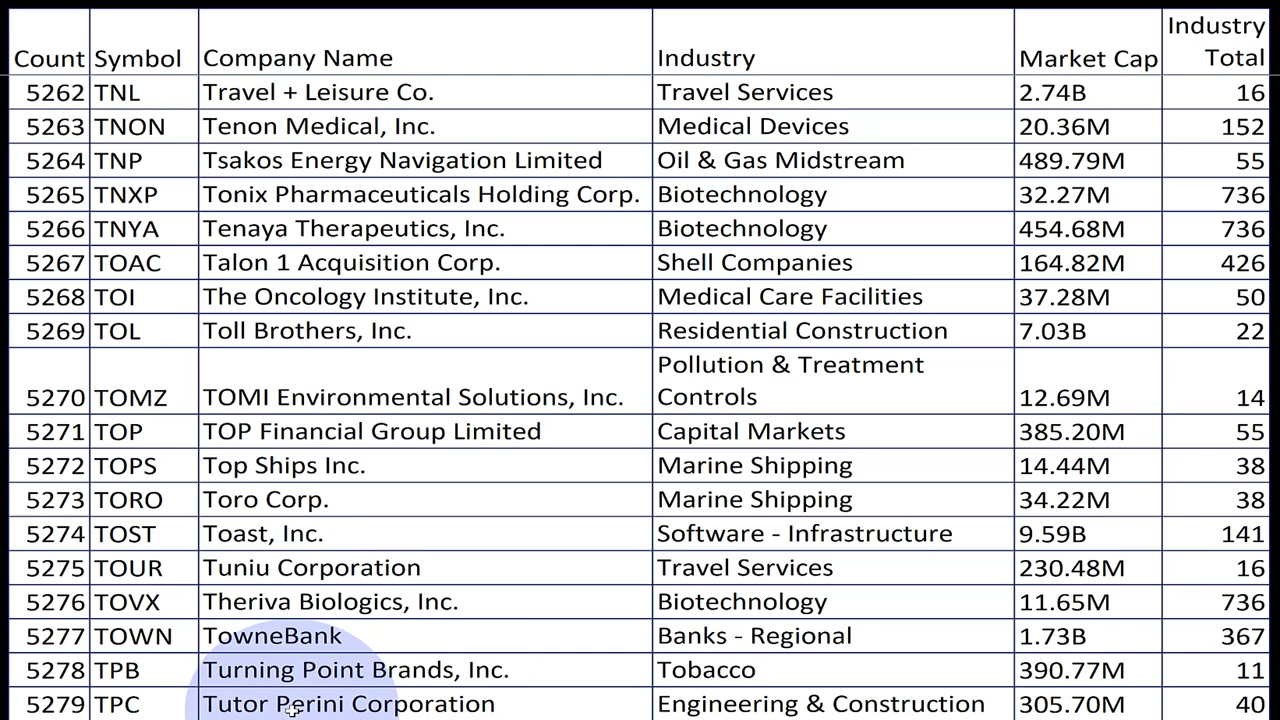 Count Symbol Company Name Industry Market Cap Industry Total
5262 TNL Travel + Leisure Co. Travel Services 2.74B 16
5263 TNON Tenon Medical, Inc. Medical Devices 20.36M 152
5264 TNP Tsakos Energy Navigation Limited Oil & Gas Midstream 489.79M 55
5265 TNXP Tonix Pharmaceuticals Holding Corp. Biotechnology 32.27M 736
5266 TNYA Tenaya Therapeutics, Inc. Biotechnology 454.68M 736
5267 TOAC Talon 1 Acquisition Corp. Shell Companies 164.82M 426
5268 TOI The Oncology Institute, Inc. Medical Care Facilities 37.28M 50
5269 TOL Toll Brothers, Inc. Residential Construction 7.03B 22
5270 TOMZ TOMI Environmental Solutions, Inc. Pollution & Treatment Controls 12.69M 14
5271 TOP TOP Financial Group Limited Capital Markets 385.20M 55
5272 TOPS Top Ships Inc. Marine Shipping 14.44M 38
5273 TORO Toro Corp. Marine Shipping 34.22M 38
5274 TOST Toast, Inc. Software - Infrastructure 9.59B 141
5275 TOUR Tuniu Corporation Travel Services 230.48M 16
5276 TOVX Theriva Biologics, Inc. Biotechnology 11.65M 736
5277 TOWN TowneBank Banks - Regional 1.73B 367
5278 TPB Turning Point Brands, Inc. Tobacco 390.77M 11
5279 TPC Tutor Perini Corporation Engineering & Construction 305.70M 40